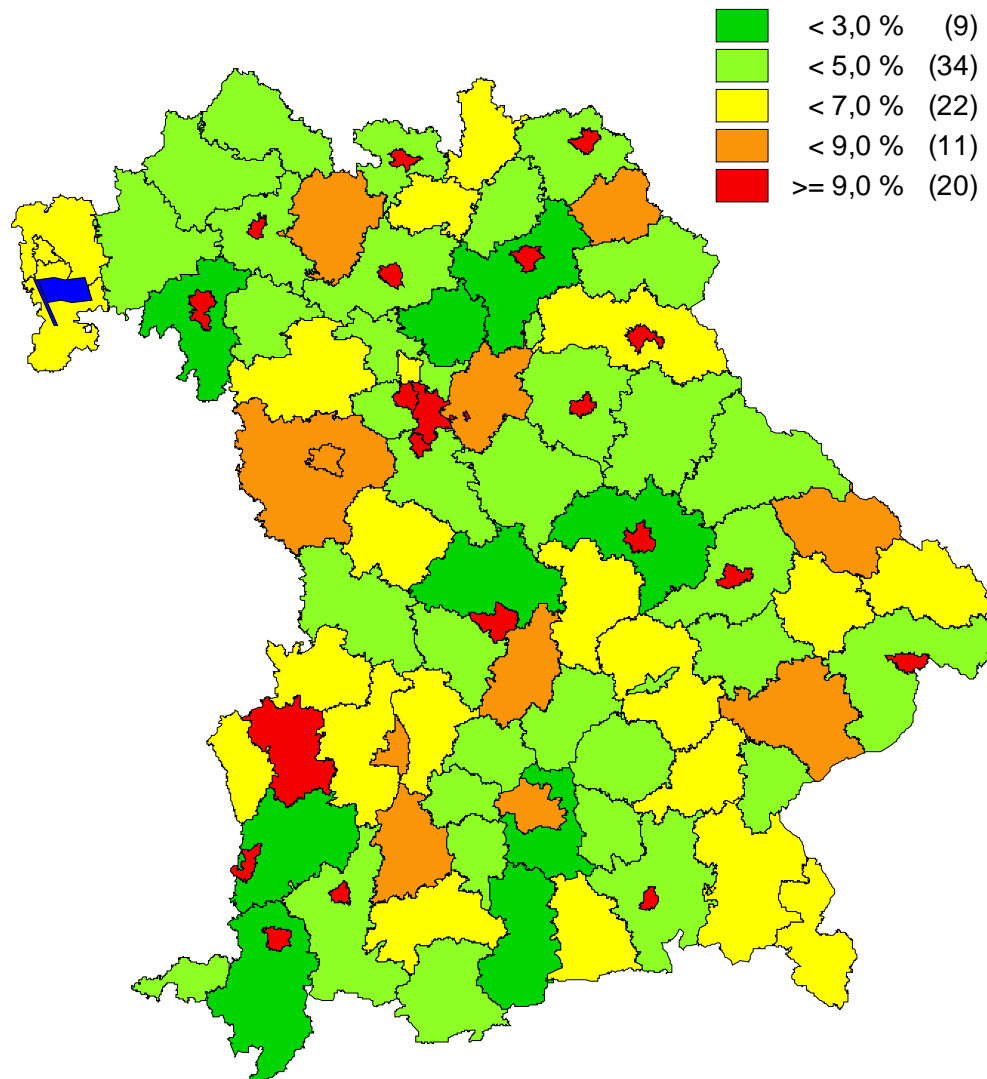 < 3,0 % (9)
< 5,0 % (34)
< 7,0 % (22)
< 9,0 % (11)
>= 9,0 % (20)